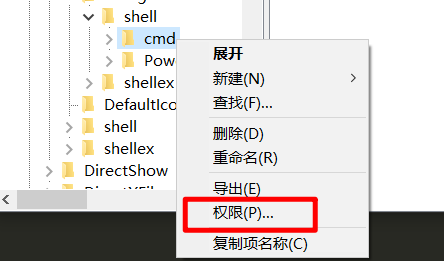 shell
cmd
Pow
shellex
DefaultIco
shell
shellex
DirectShow
展开
新建(N)
查找(F)...
删除(D)
重命名(R)
导出(E)
权限(P)...
复制项名称(C)